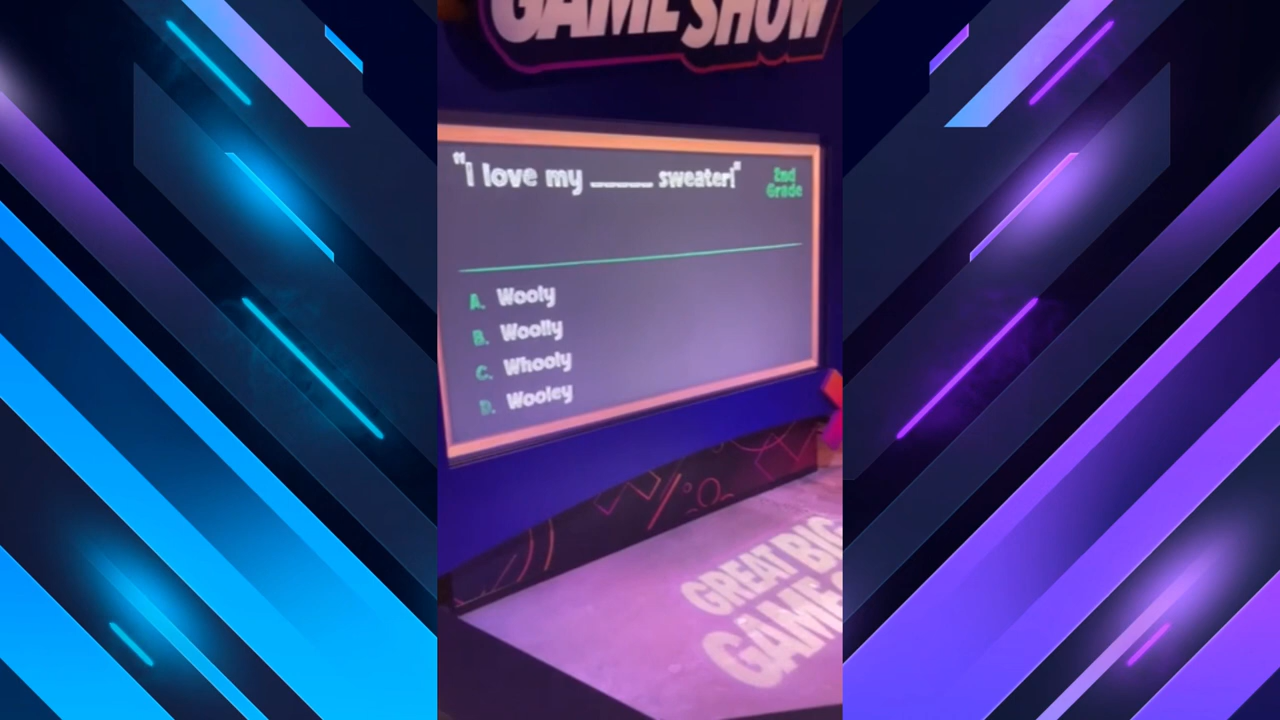 GAME SHOW
"I love my _____ sweater!"
2nd
Grade
A. Wooly
B. Woolly
C. Whooly
D. Wooley
GREAT BIG
GAME